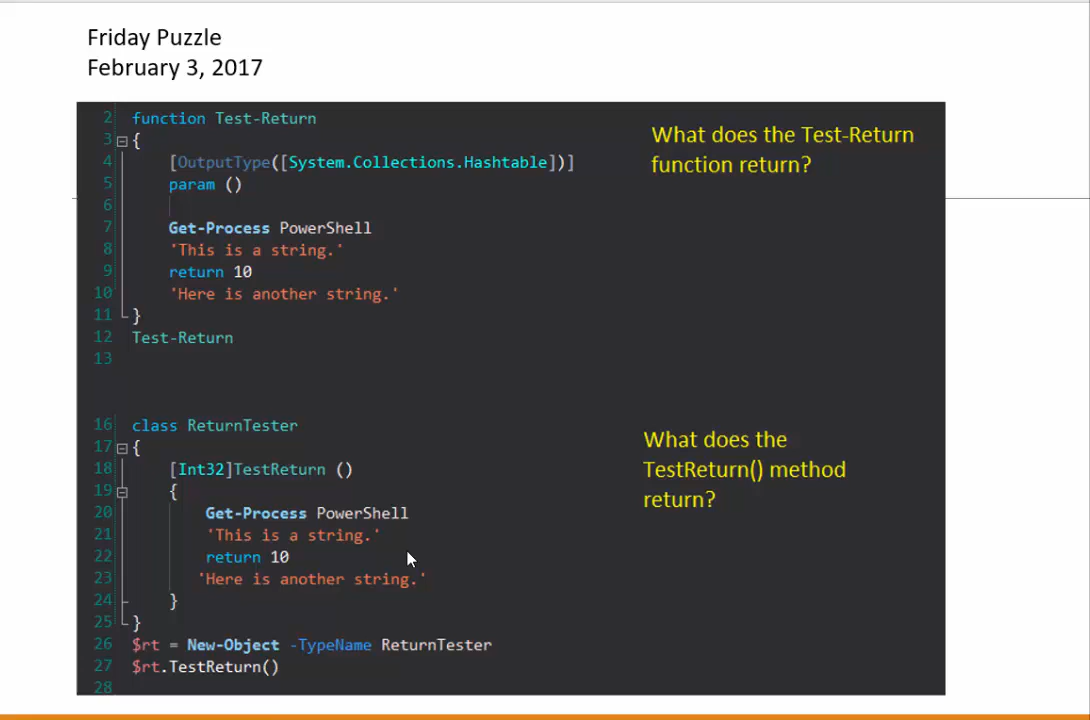 Friday Puzzle
February 3, 2017
2 function Test-Return
3 {
4 [OutputType([System.Collections.Hashtable])]
5 param ()
6
7 Get-Process PowerShell
8 'This is a string.'
9 return 10
10 'Here is another string.'
11 }
12 Test-Return
13
What does the Test-Return
function return?
16 class ReturnTester
17 {
18 [Int32]TestReturn ()
19 {
20 Get-Process PowerShell
21 'This is a string.'
22 return 10
23 'Here is another string.'
24 }
25 }
26 $rt = New-Object -TypeName ReturnTester
27 $rt.TestReturn()
28
What does the
TestReturn() method
return?